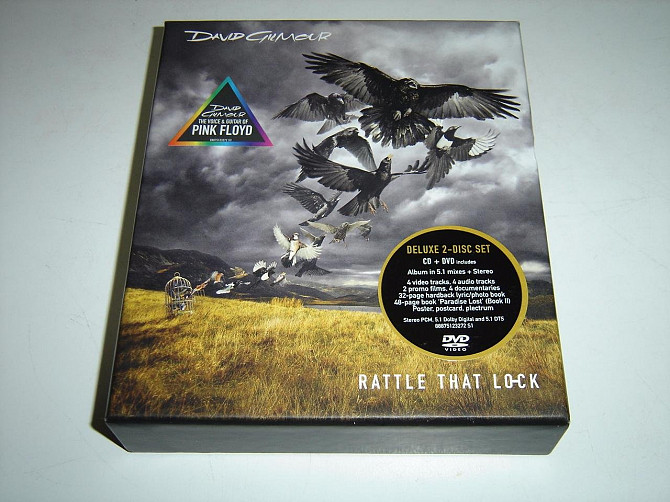 DAVID GILMOUR
DAVID
GILMOUR
THE VOICE & GUITAR OF
PINK FLOYD
DELUXE 2-DISC SET
CD + DVD includes
Album in 5.1 mixes + Stereo
4 video tracks, 4 audio tracks
2 promo films, 4 documentaries
32-page hardback lyric/photo book
48-page book 'Paradise Lost' (Book II)
Poster, postcard, plectrum
Stereo PCM, 5.1 Dolby Digital and 5.1 DTS
88875123272 S1
DVD
VIDEO
RATTLE THAT LOCK